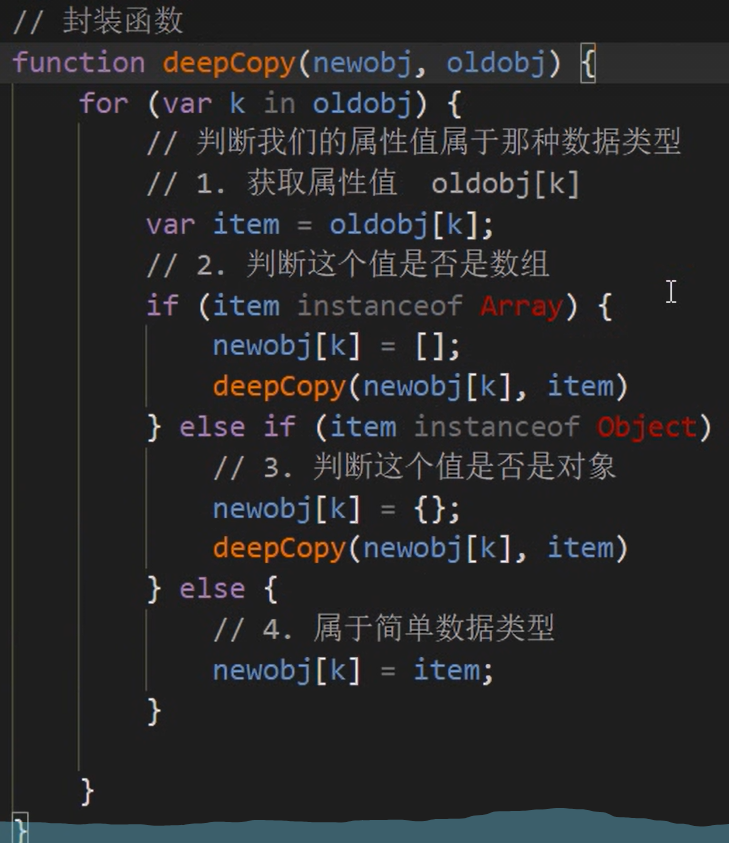 // 封装函数
function deepCopy(newobj, oldobj) {
    for (var k in oldobj) {
        // 判断我们的属性值属于那种数据类型
        // 1. 获取属性值  oldobj[k]
        var item = oldobj[k];
        // 2. 判断这个值是否是数组
        if (item instanceof Array) {
            newobj[k] = [];
            deepCopy(newobj[k], item)
        } else if (item instanceof Object)
            // 3. 判断这个值是否是对象
            newobj[k] = {};
            deepCopy(newobj[k], item)
        } else {
            // 4. 属于简单数据类型
            newobj[k] = item;
        }
    }
}